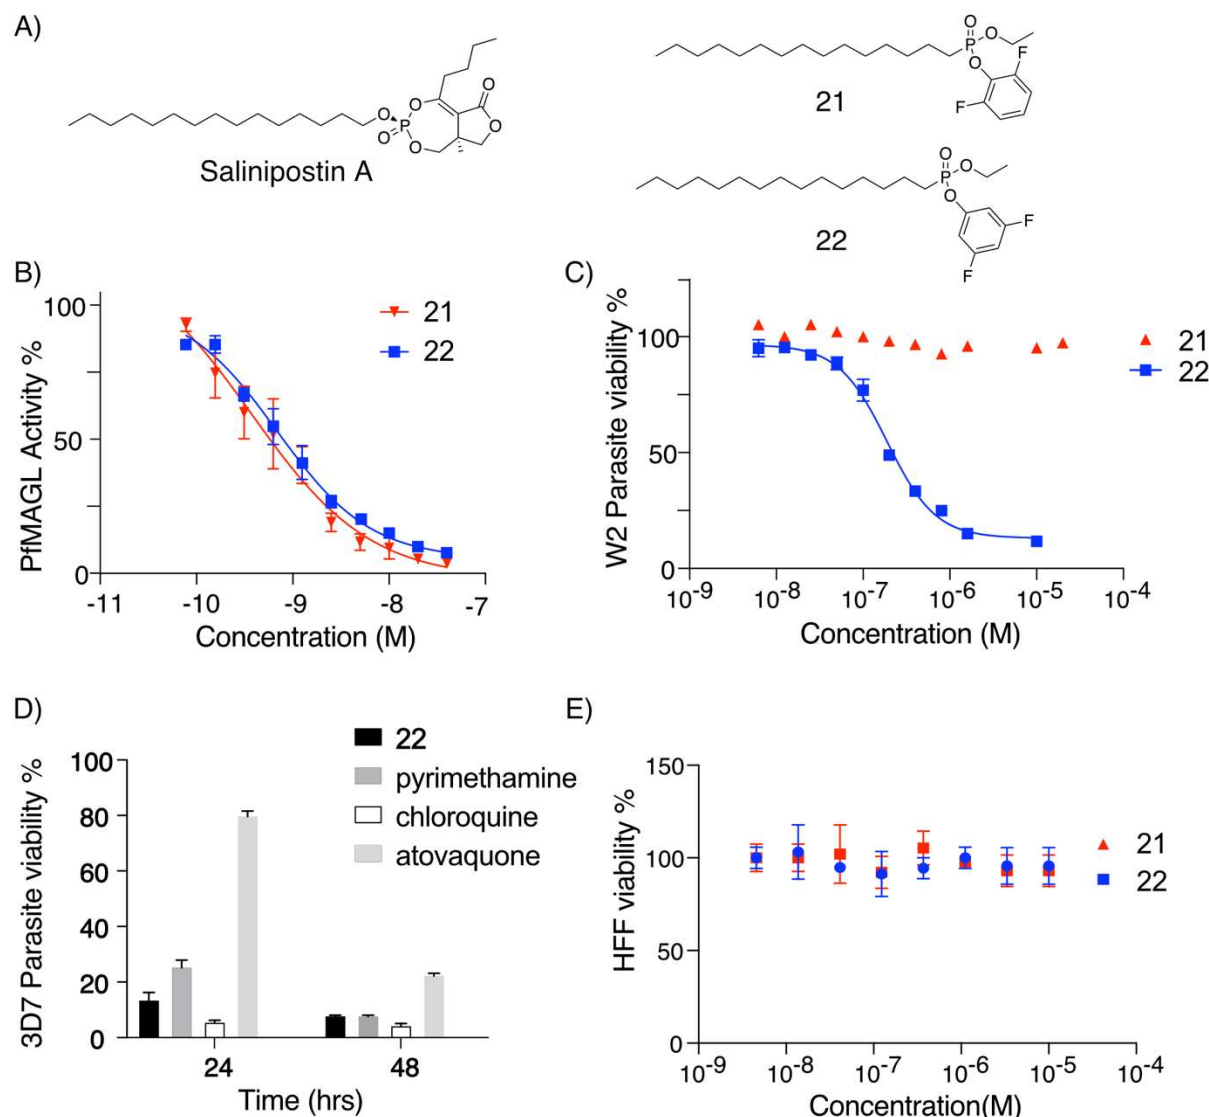 A)
Salinipostin A
O
O
P
O
O
O
O
O
P
O
O
F
F
21
O
P
O
O
F
F
22
B)
PfMAGL Activity %
100
50
0
-11
-10
-9
-8
-7
Concentration (M)
21
22
C)
W2 Parasite viability %
100
50
0
10-9
10-8
10-7
10-6
10-5
10-4
Concentration (M)
21
22
D)
3D7 Parasite viability %
100
80
60
40
20
0
24
48
Time (hrs)
22
pyrimethamine
chloroquine
atovaquone
E)
HFF viability %
150
100
50
0
10-9
10-8
10-7
10-6
10-5
10-4
Concentration(M)
21
22